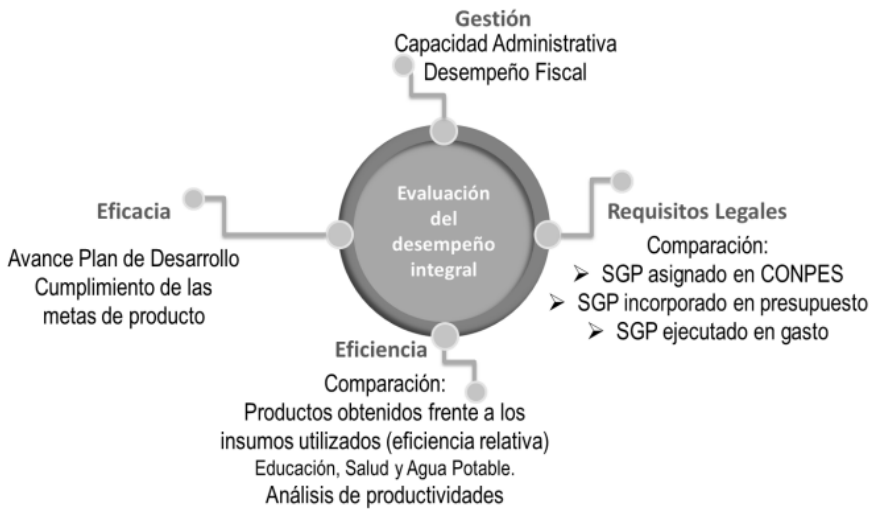 Gestión
Capacidad Administrativa
Desempeño Fiscal
Evaluación
del
desempeño
integral
Eficacia
Avance Plan de Desarrollo
Cumplimiento de las
metas de producto
Requisitos Legales
Comparación:
➢ SGP asignado en CONPES
➢ SGP incorporado en presupuesto
➢ SGP ejecutado en gasto
Eficiencia
Comparación:
Productos obtenidos frente a los
insumos utilizados (eficiencia relativa)
Educación, Salud y Agua Potable.
Análisis de productividades